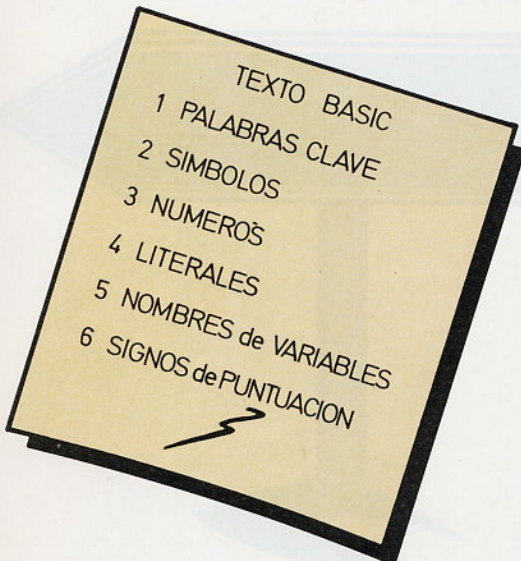 TEXTO BASIC
1 PALABRAS CLAVE
2 SIMBOLOS
3 NUMEROS
4 LITERALES
5 NOMBRES de VARIABLES
6 SIGNOS de PUNTUACION